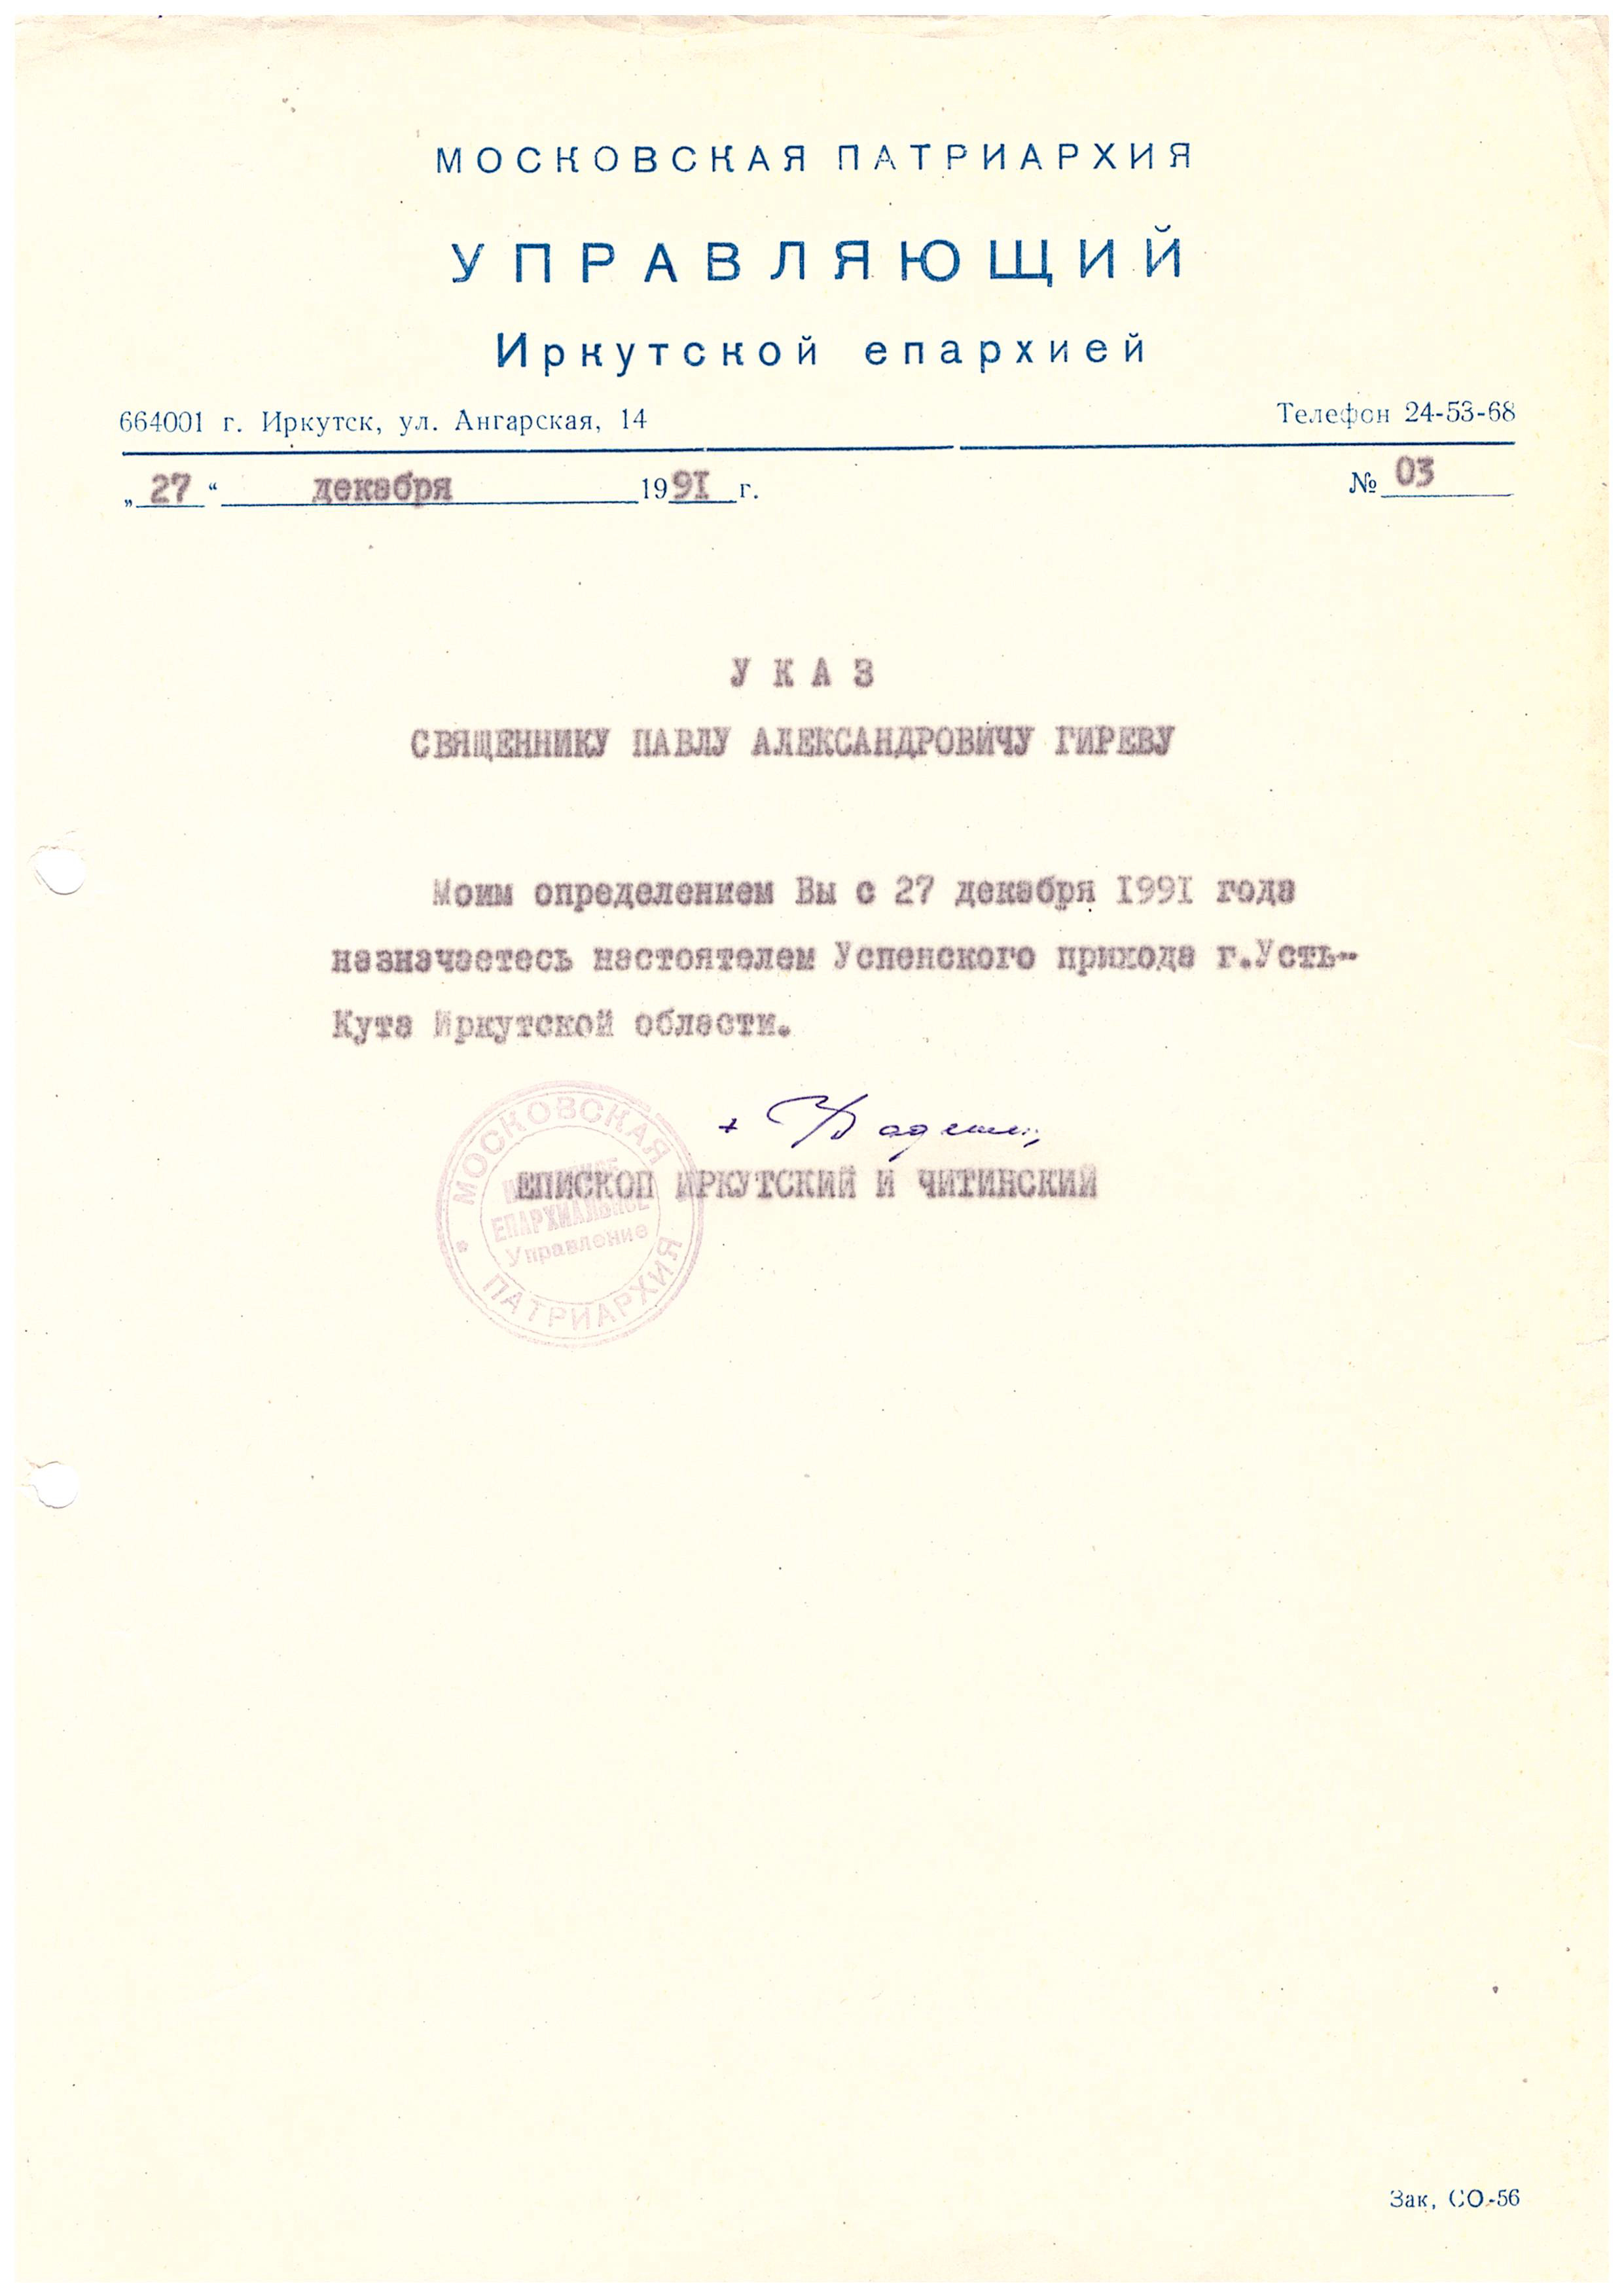 МОСКОВСКАЯ ПАТРИАРХИЯ
УПРАВЛЯЮЩИЙ
Иркутской епархией
664001 г. Иркутск, ул. Ангарская, 14
Телефон 24-53-68
„ 27 “ декабря 1991 г.
№ 03
УКАЗ
СВЯЩЕННИКУ ПАВЛУ АЛЕКСАНДРОВИЧУ ГИРЕВУ
Моим определением Вы с 27 декабря 1991 года
назначаетесь настоятелем Успенского прихода г.Усть-
Кута Иркутской области.
+ Вадим
ЕПИСКОП ИРКУТСКИЙ И ЧИТИНСКИЙ
МОСКОВСКАЯ
ЕПАРХИАЛЬНОЕ
Управление
* ПАТРИАРХИЯ
Зак, СО-56